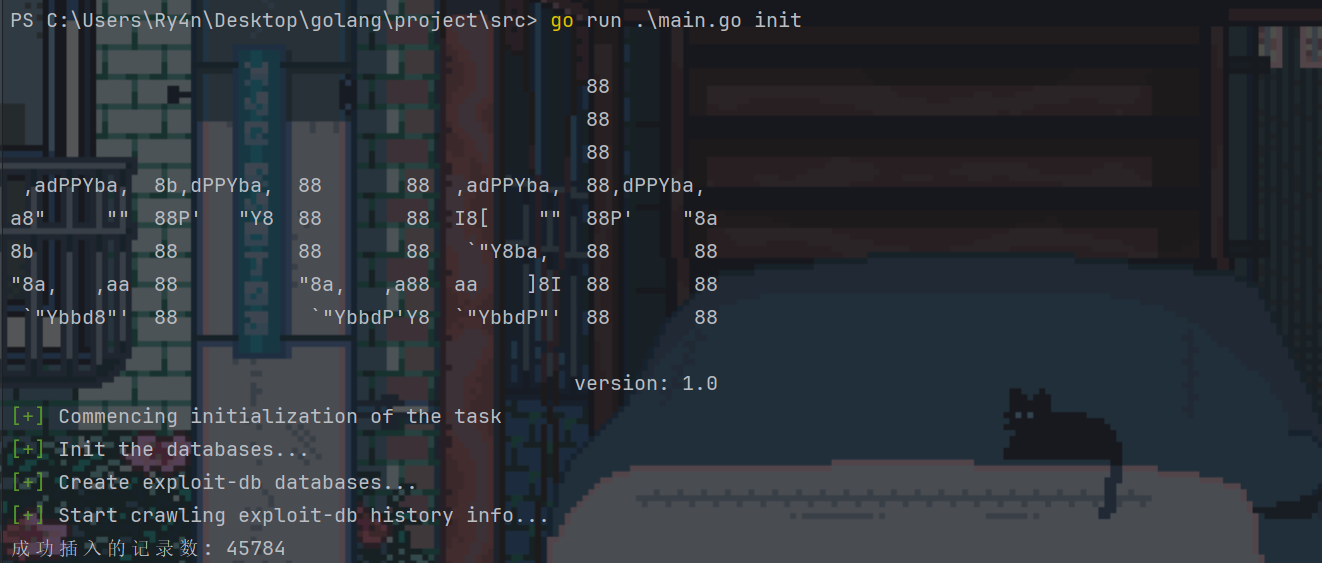 PS C:\Users\Ry4n\Desktop\golang\project\src> go run .\main.go init
                                                88
                                                88
                                                88
 ,adPPYba,  8b,dPPYba,  88       88  ,adPPYba,  88,dPPYba,
a8"     ""  88P'   "Y8  88       88  I8[    ""  88P'    "8a
8b          88          88       88   `"Y8ba,   88       88
"8a,   ,aa  88          "8a,   ,a88  aa    ]8I  88       88
 `"Ybbd8"'  88           `"YbbdP'Y8  `"YbbdP"'  88       88
                                               version: 1.0
[+] Commencing initialization of the task
[+] Init the databases...
[+] Create exploit-db databases...
[+] Start crawling exploit-db history info...
成功插入的记录数: 45784